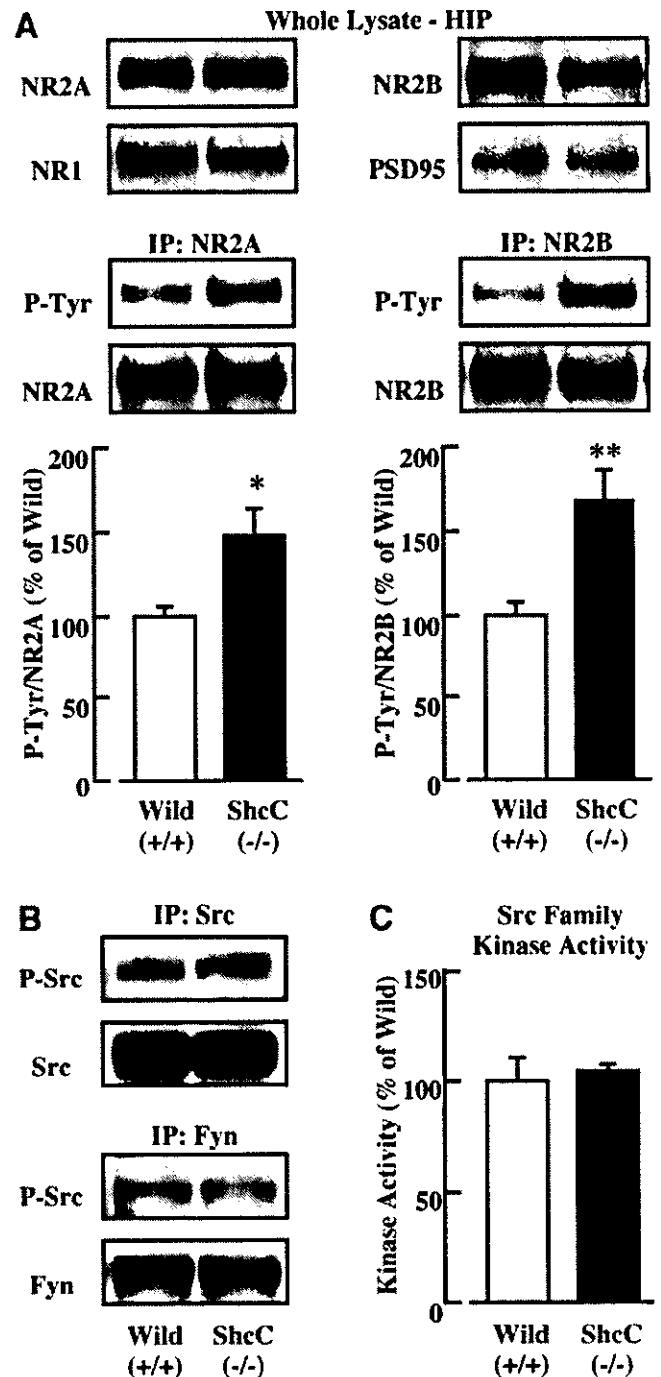 A
Whole Lysate - HIP
NR2A
NR2B
NR1
PSD95
IP: NR2A
IP: NR2B
P-Tyr
P-Tyr
NR2A
NR2B
P-Tyr/NR2A (% of Wild)
200
150
100
50
0
*
Wild
(+/+)
ShcC
(-/-)
P-Tyr/NR2B (% of Wild)
200
150
100
50
0
**
Wild
(+/+)
ShcC
(-/-)
B
IP: Src
P-Src
Src
IP: Fyn
P-Src
Fyn
Wild
(+/+)
ShcC
(-/-)
C
Src Family
Kinase Activity
Kinase Activity (% of Wild)
150
100
50
0
Wild
(+/+)
ShcC
(-/-)